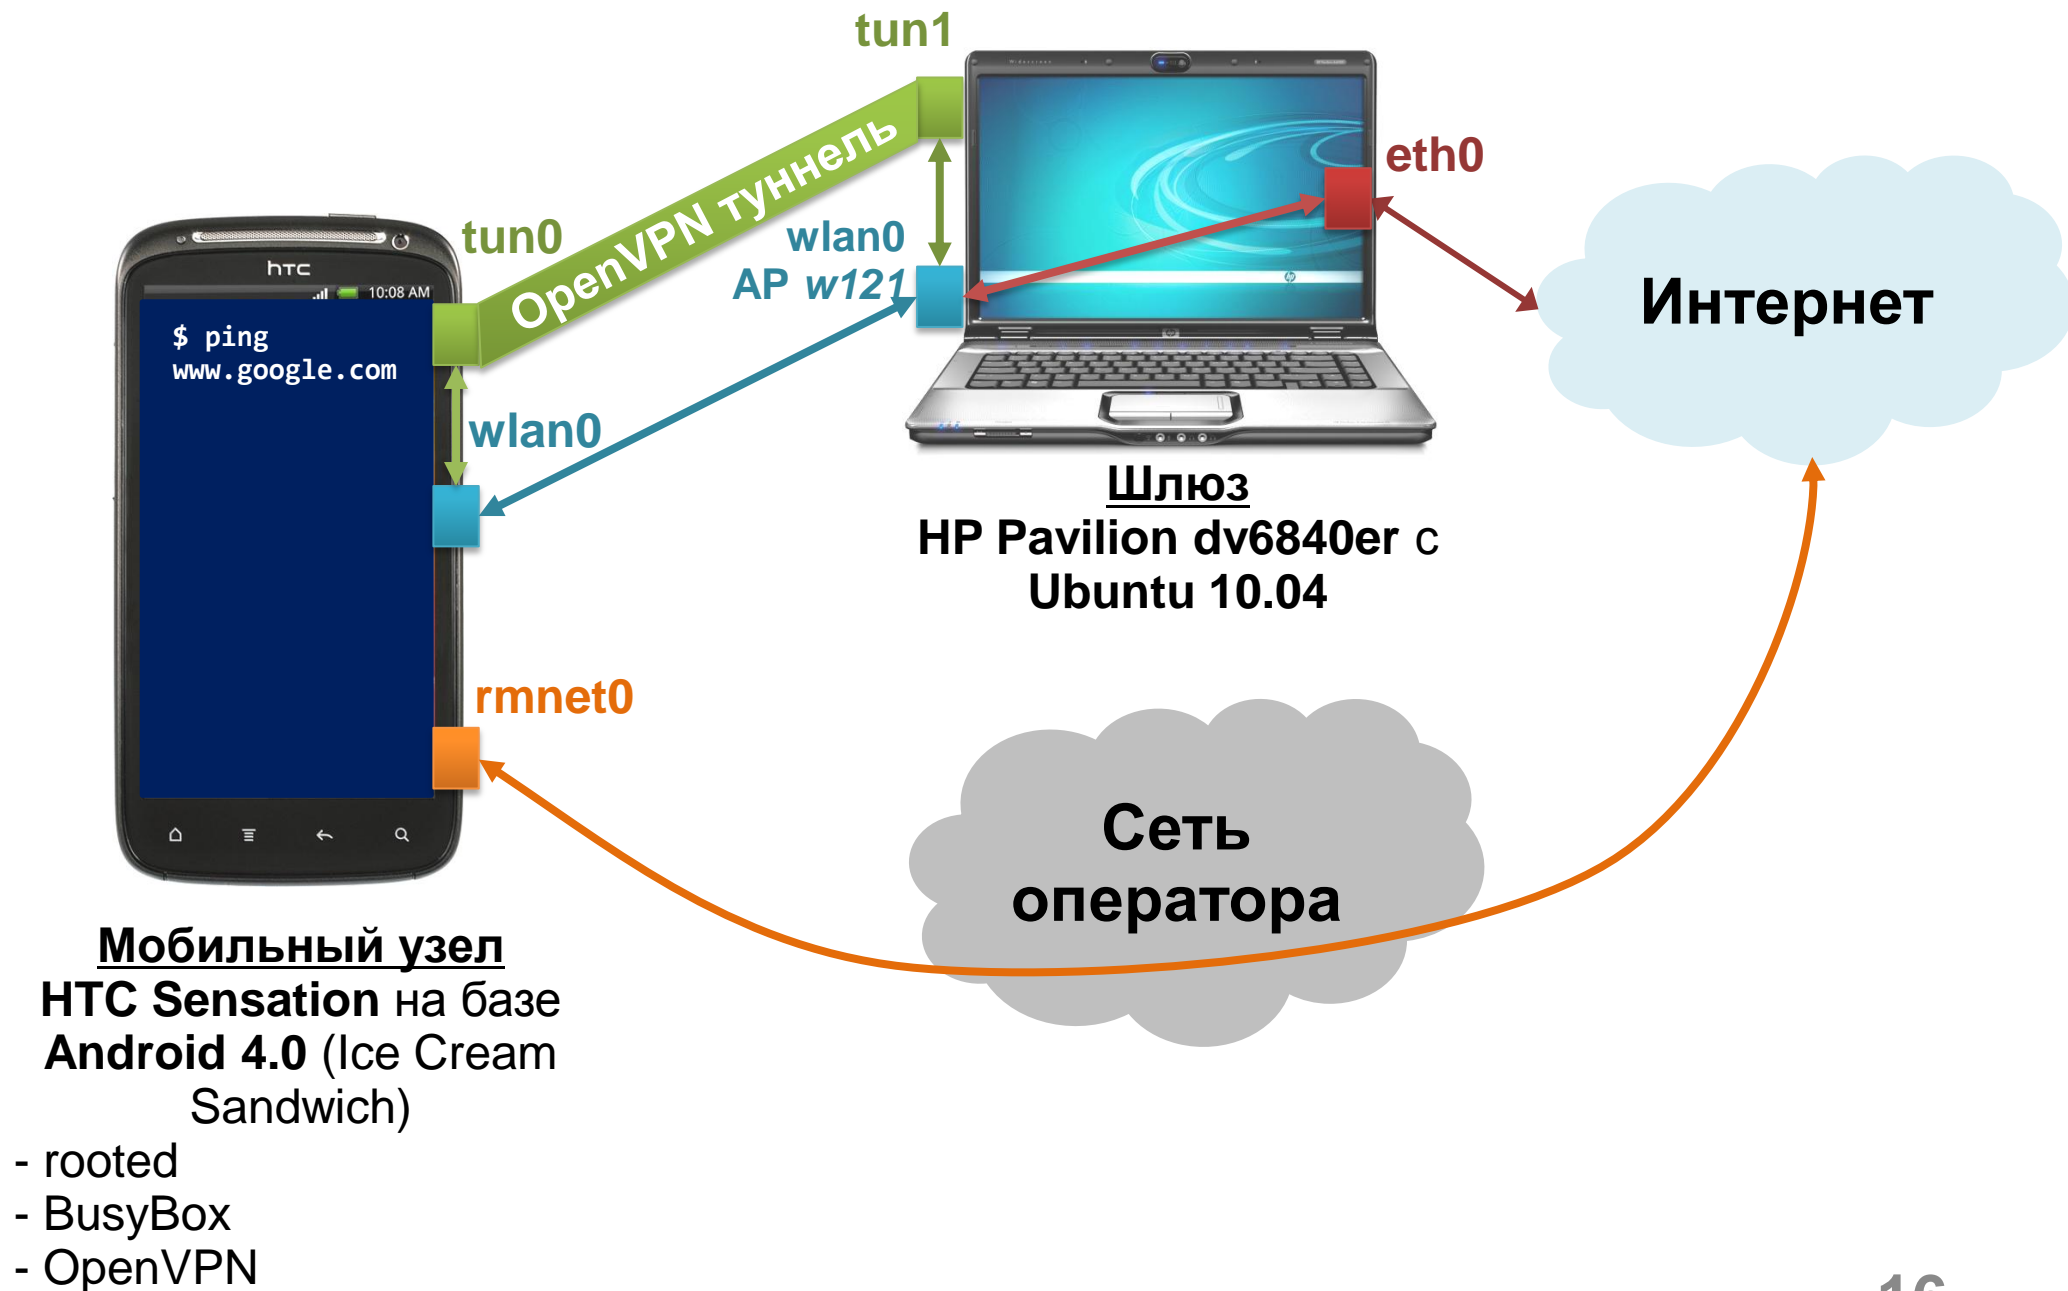 tun1
eth0
OpenVPN туннель
tun0
wlan0
AP w121
hTC
10:08 AM
$ ping
www.google.com
wlan0
Интернет
Шлюз
HP Pavilion dv6840er с
Ubuntu 10.04
rmnet0
Сеть
оператора
Мобильный узел
HTC Sensation на базе
Android 4.0 (Ice Cream
Sandwich)
- rooted
- BusyBox
- OpenVPN
16